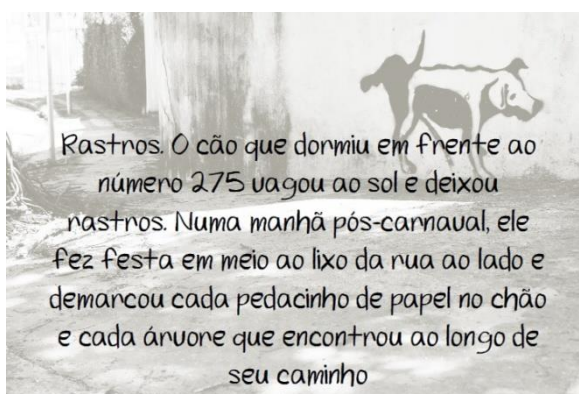 Rastros. O cão que dormiu em frente ao
número 275 vagou ao sol e deixou
rastros. Numa manhã pós-carnaval, ele
fez festa em meio ao lixo da rua ao lado e
demarcou cada pedacinho de papel no chão
e cada árvore que encontrou ao longo de
seu caminho